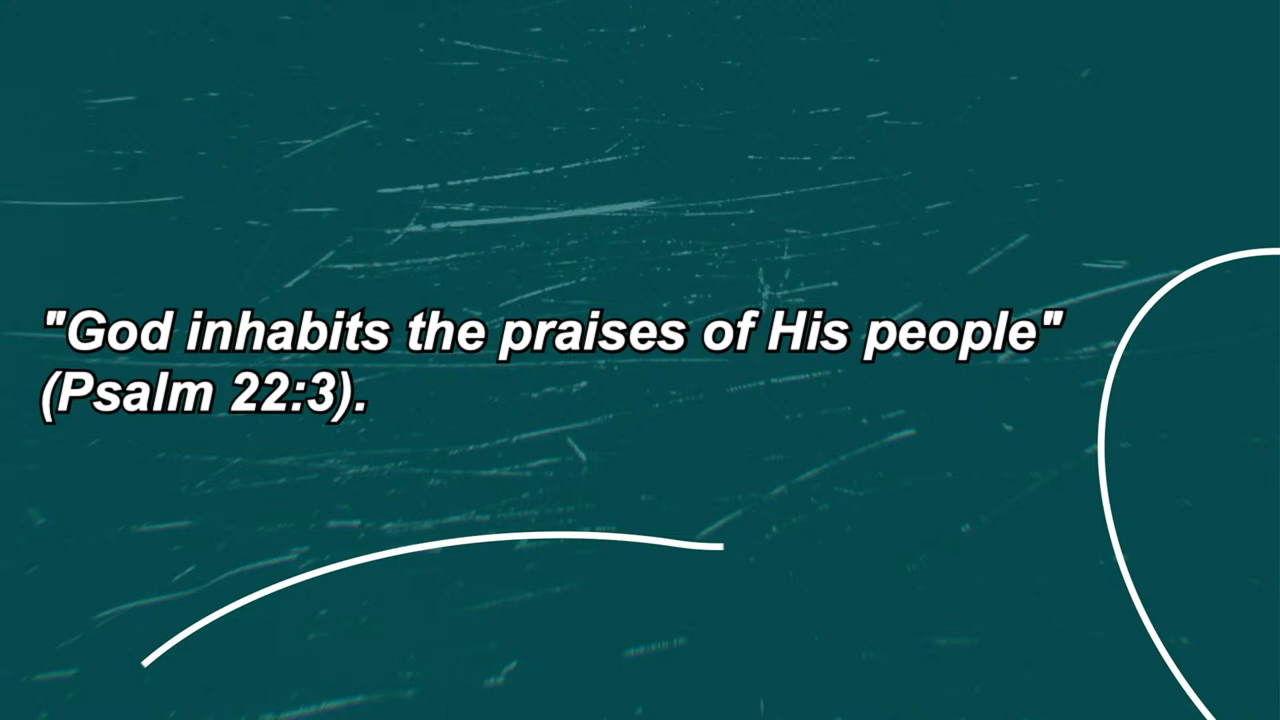 "God inhabits the praises of His people"
(Psalm 22:3).